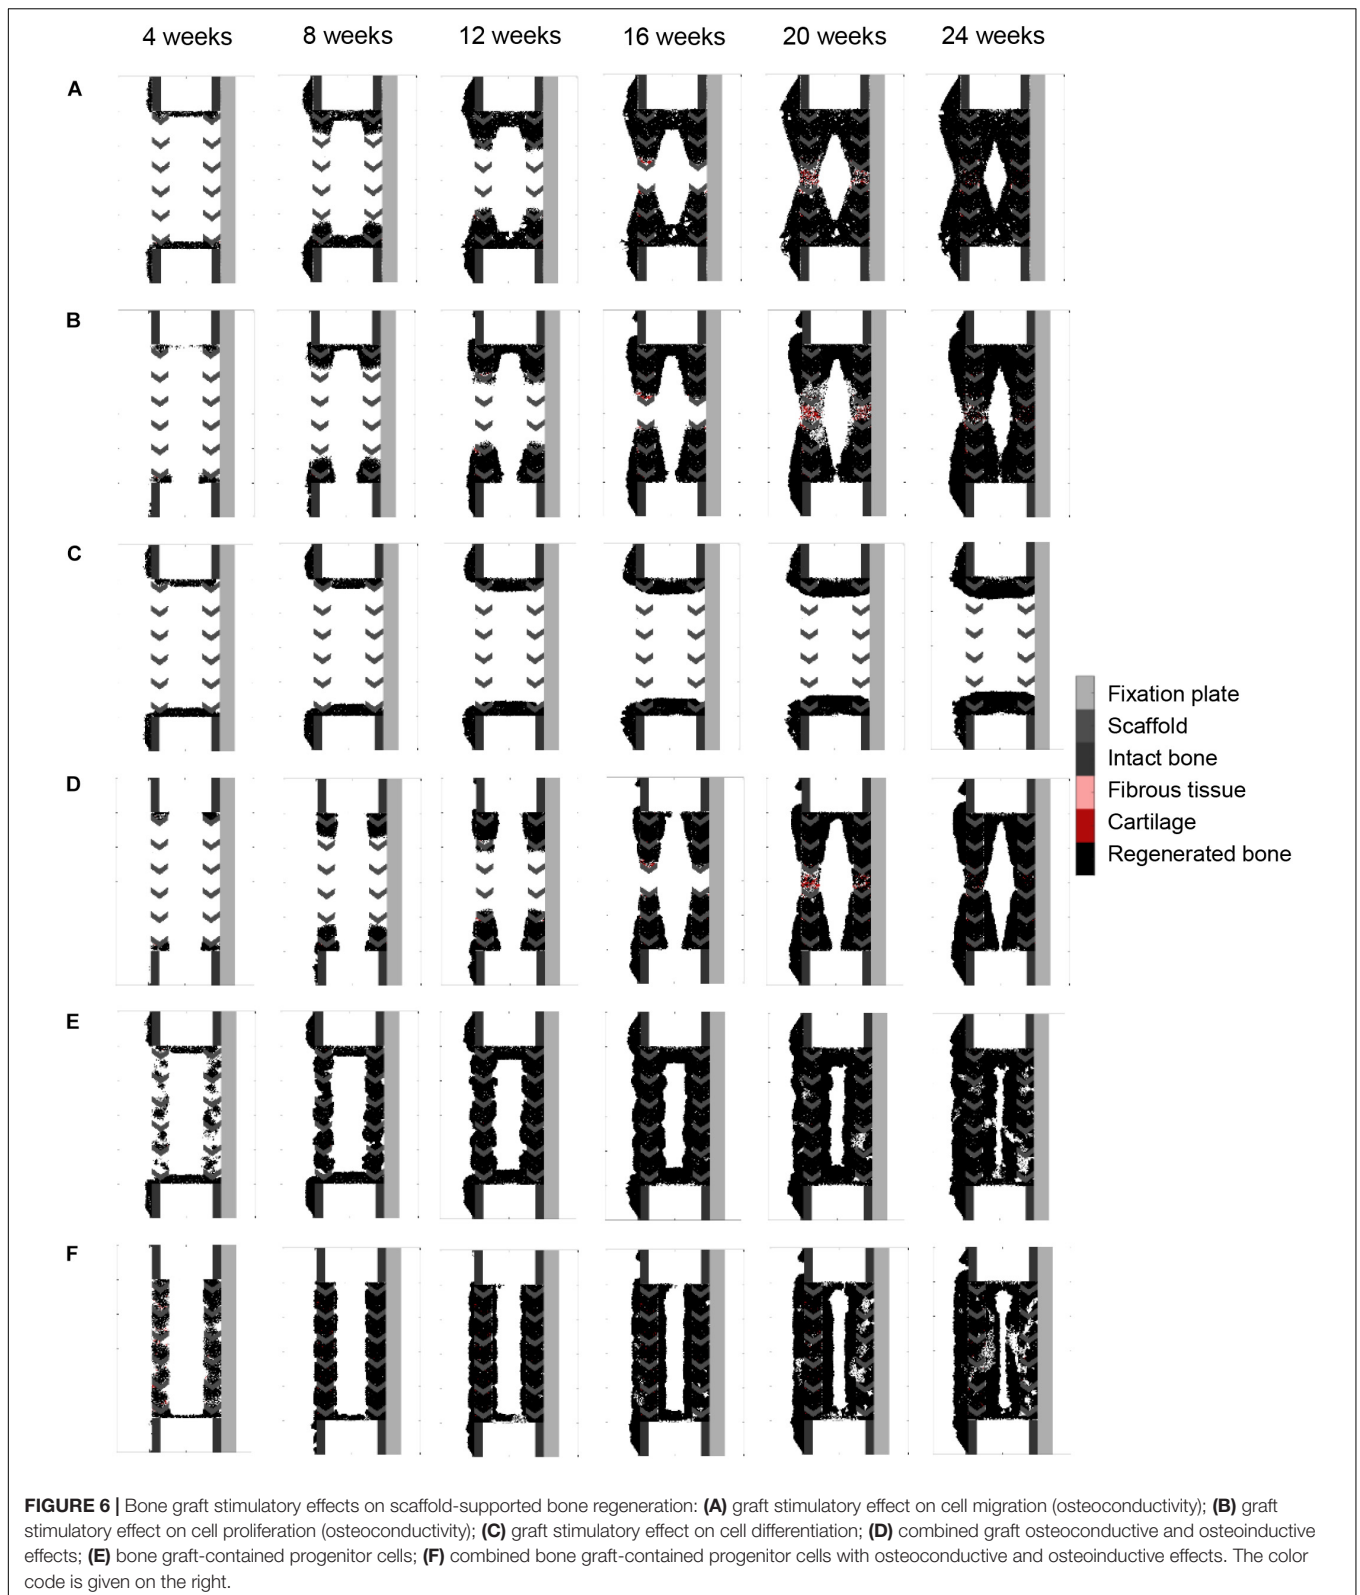 4 weeks 8 weeks 12 weeks 16 weeks 20 weeks 24 weeks
A
B
C
D
E
F
Fixation plate
Scaffold
Intact bone
Fibrous tissue
Cartilage
Regenerated bone
FIGURE 6 | Bone graft stimulatory effects on scaffold-supported bone regeneration: (A) graft stimulatory effect on cell migration (osteoconductivity); (B) graft
stimulatory effect on cell proliferation (osteoconductivity); (C) graft stimulatory effect on cell differentiation; (D) combined graft osteoconductive and osteoinductive
effects; (E) bone graft-contained progenitor cells; (F) combined bone graft-contained progenitor cells with osteoconductive and osteoinductive effects. The color
code is given on the right.